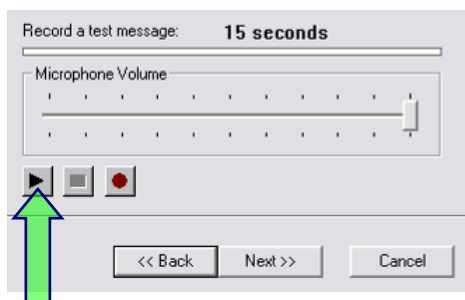 Record a test message: 15 seconds
Microphone Volume
<< Back Next >> Cancel